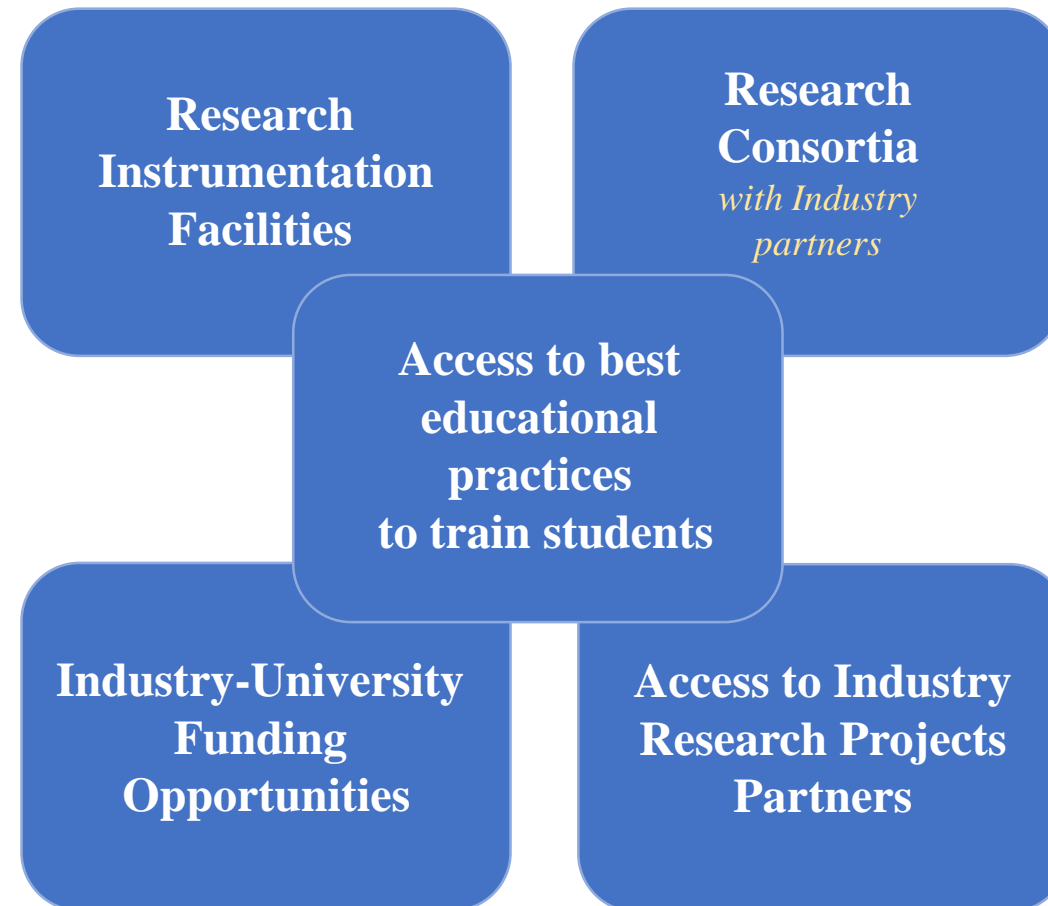 Research
Instrumentation
Facilities
Research
Consortia
with Industry
partners
Access to best
educational
practices
to train students
Industry-University
Funding
Opportunities
Access to Industry
Research Projects
Partners